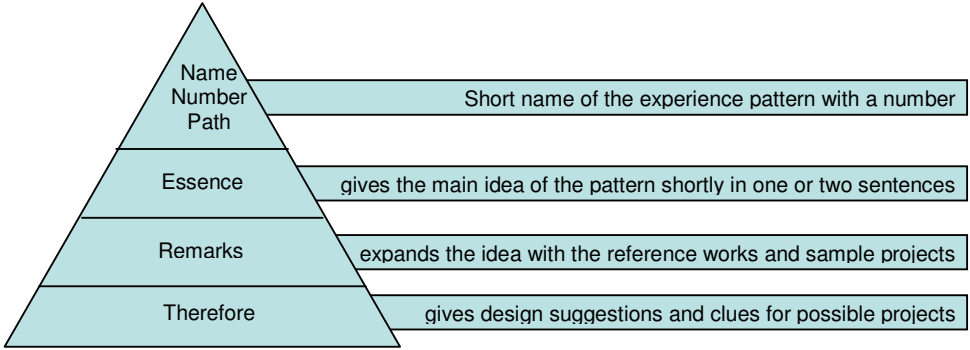 Name
Number
Path
Short name of the experience pattern with a number
Essence
gives the main idea of the pattern shortly in one or two sentences
Remarks
expands the idea with the reference works and sample projects
Therefore
gives design suggestions and clues for possible projects